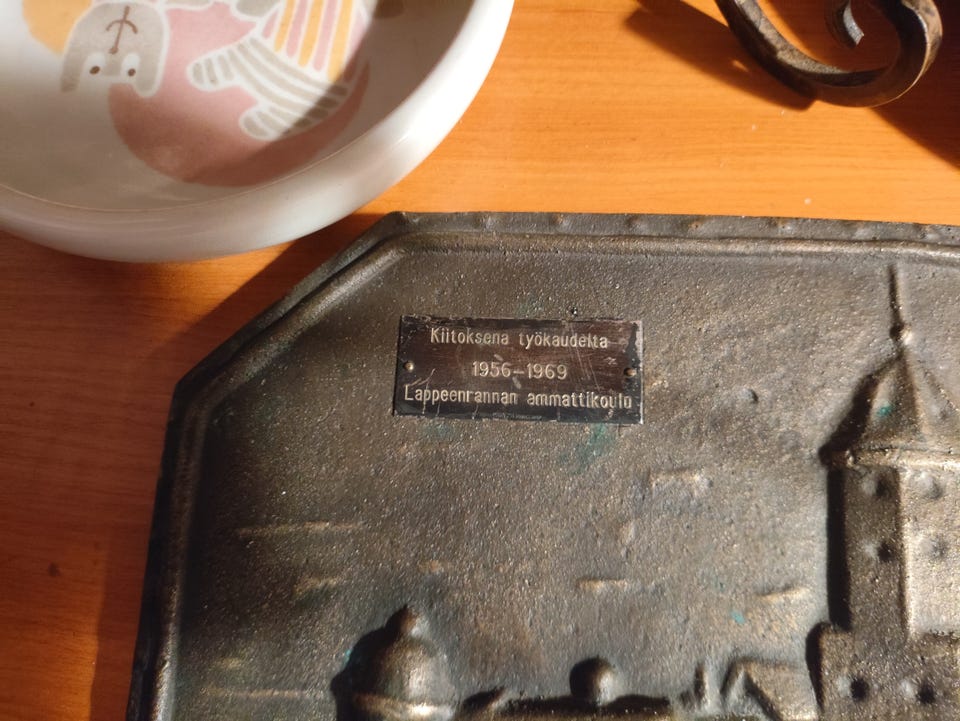 Kiitoksena työkaudelta
1956-1969
Lappeenrannan ammattikoulu